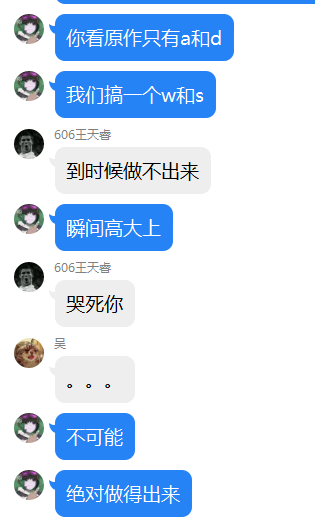 你看原作只有a和d
我们搞一个w和s
606王天睿
到时候做不出来
瞬间高大上
606王天睿
哭死你
吴
。。。
不可能
绝对做得出来